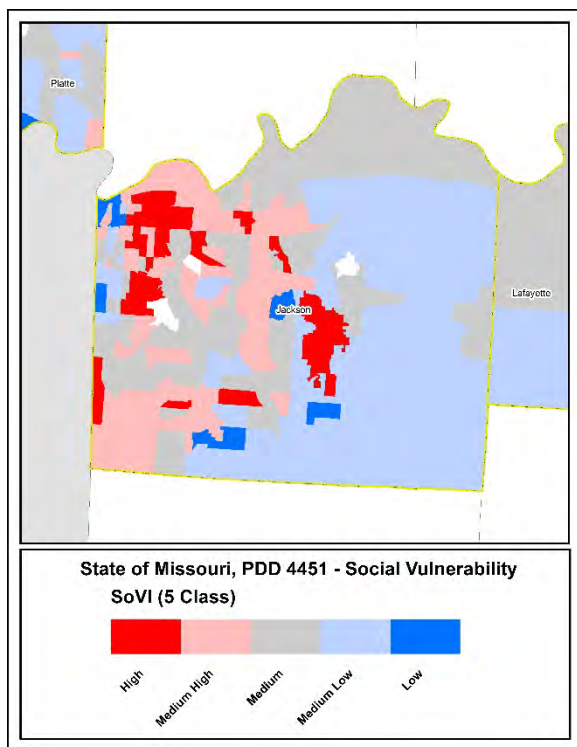 Platte
Jackson
Lafayette
State of Missouri, PDD 4451 - Social Vulnerability
SoVI (5 Class)
High
Medium High
Medium
Medium Low
Low